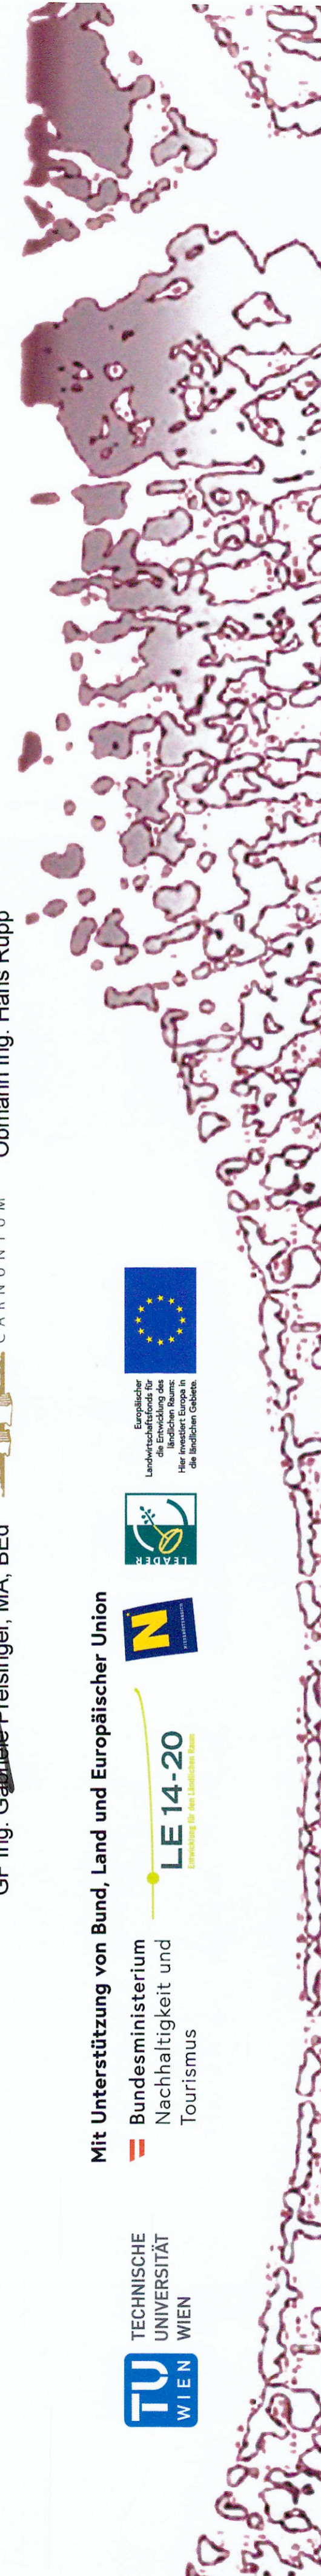 GF Ing. Gabriele Preisinger, MA, BEd
CARNUNTUM
Obmann Ing. Hans Rupp
Mit Unterstützung von Bund, Land und Europäischer Union
TU
WIEN
TECHNISCHE
UNIVERSITÄT
WIEN
Bundesministerium
Nachhaltigkeit und
Tourismus
LE 14-20
Entwicklung für den Ländlichen Raum
N
NIEDERÖSTERREICH
LEADER
Europäischer
Landwirtschaftsfonds für
die Entwicklung des
ländlichen Raums:
Hier investiert Europa in
die ländlichen Gebiete.